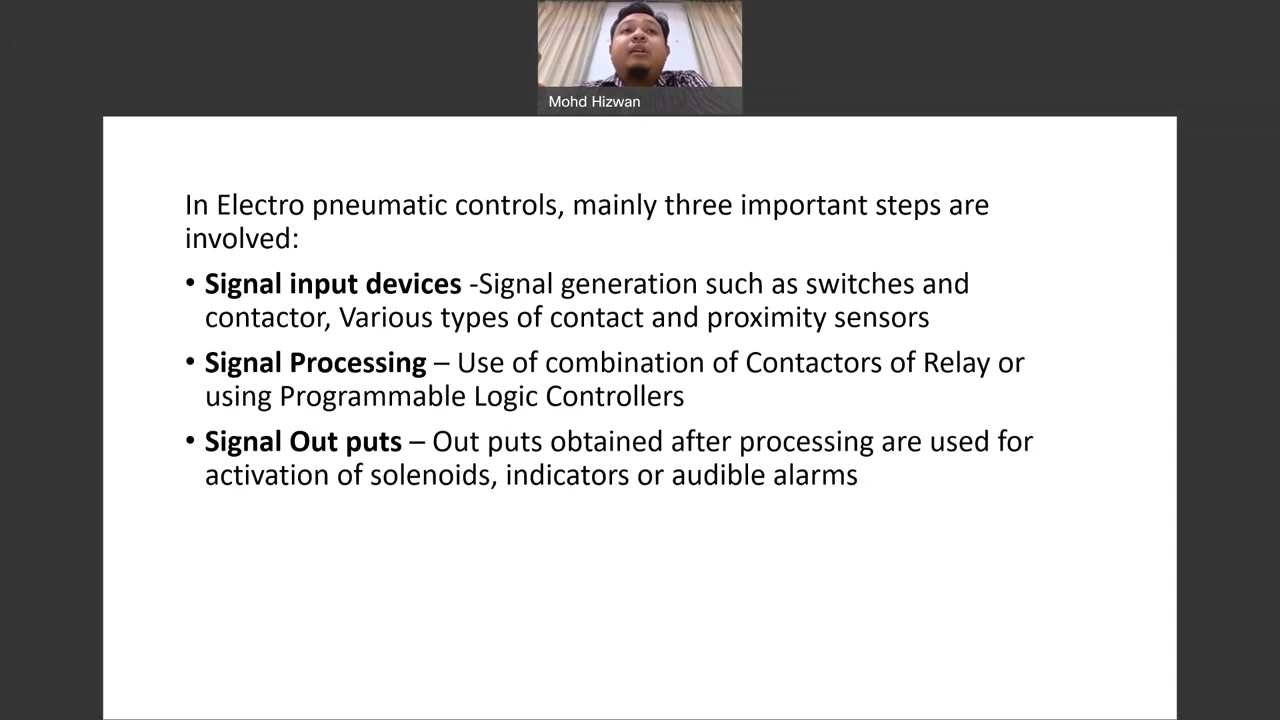 Mohd Hizwan
In Electro pneumatic controls, mainly three important steps are
involved:
• Signal input devices -Signal generation such as switches and
contactor, Various types of contact and proximity sensors
• Signal Processing – Use of combination of Contactors of Relay or
using Programmable Logic Controllers
• Signal Out puts – Out puts obtained after processing are used for
activation of solenoids, indicators or audible alarms